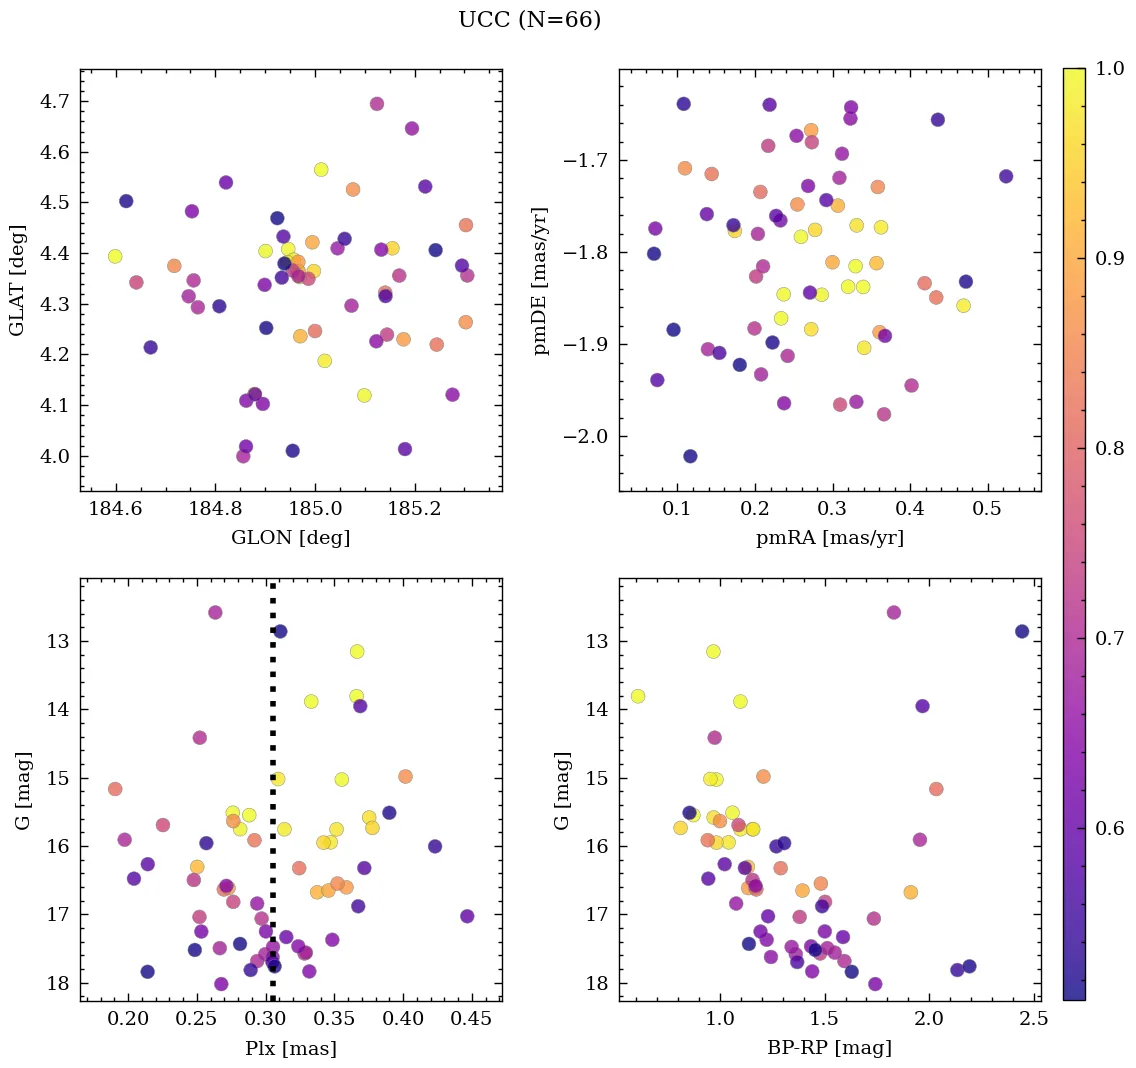 UCC (N=66)
4.7
4.6
4.5
4.4
4.3
4.2
4.1
4.0
GLAT [deg]
184.6 184.8 185.0 185.2
GLON [deg]
−1.7
−1.8
−1.9
−2.0
pmDE [mas/yr]
0.1 0.2 0.3 0.4 0.5
pmRA [mas/yr]
1.0
0.9
0.8
0.7
0.6
13
14
15
16
17
18
G [mag]
0.20 0.25 0.30 0.35 0.40 0.45
Plx [mas]
13
14
15
16
17
18
G [mag]
1.0 1.5 2.0 2.5
BP-RP [mag]